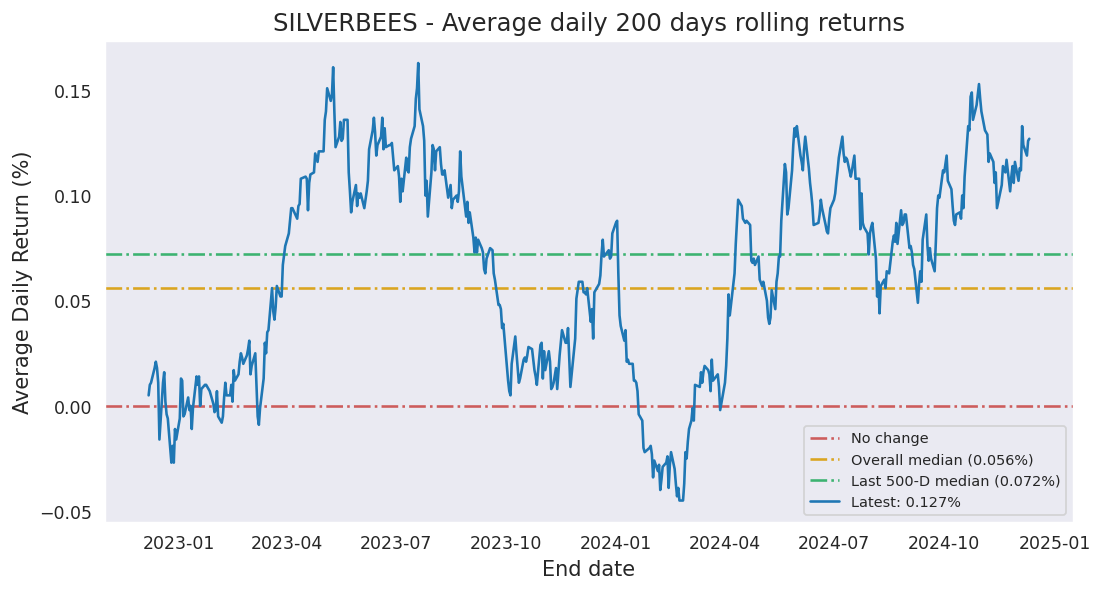 SILVERBEES - Average daily 200 days rolling returns
Average Daily Return (%)
0.15
0.10
0.05
0.00
−0.05
No change
Overall median (0.056%)
Last 500-D median (0.072%)
Latest: 0.127%
2023-01 2023-04 2023-07 2023-10 2024-01 2024-04 2024-07 2024-10 2025-01
End date